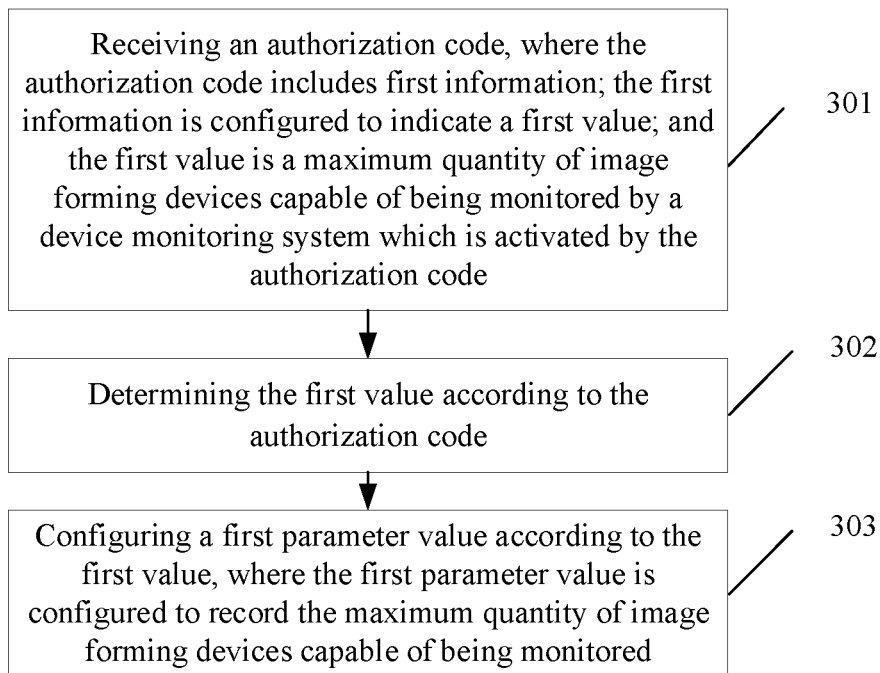 Receiving an authorization code, where the
authorization code includes first information; the first
information is configured to indicate a first value; and
the first value is a maximum quantity of image
forming devices capable of being monitored by a
device monitoring system which is activated by the
authorization code
301
Determining the first value according to the
authorization code
302
Configuring a first parameter value according to the
first value, where the first parameter value is
configured to record the maximum quantity of image
forming devices capable of being monitored
303